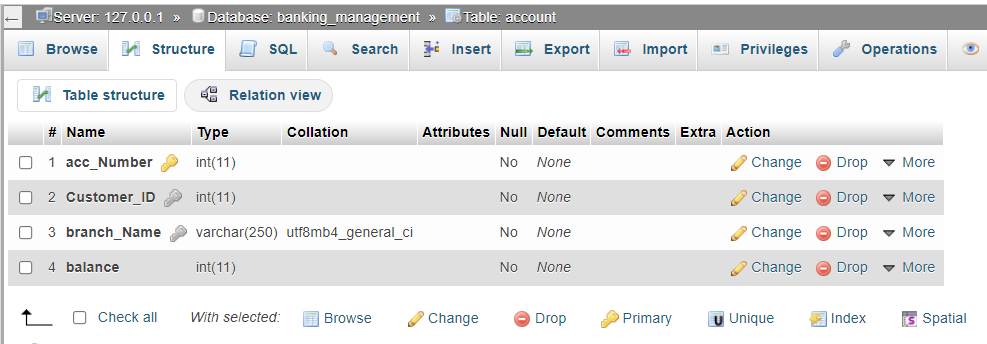 Server: 127.0.0.1 » Database: banking_management » Table: account
Browse Structure SQL Search Insert Export Import Privileges Operations
Table structure Relation view
# Name Type Collation Attributes Null Default Comments Extra Action
1 acc_Number int(11) No None Change Drop More
2 Customer_ID int(11) No None Change Drop More
3 branch_Name varchar(250) utf8mb4_general_ci No None Change Drop More
4 balance int(11) No None Change Drop More
Check all With selected: Browse Change Drop Primary Unique Index Spatial